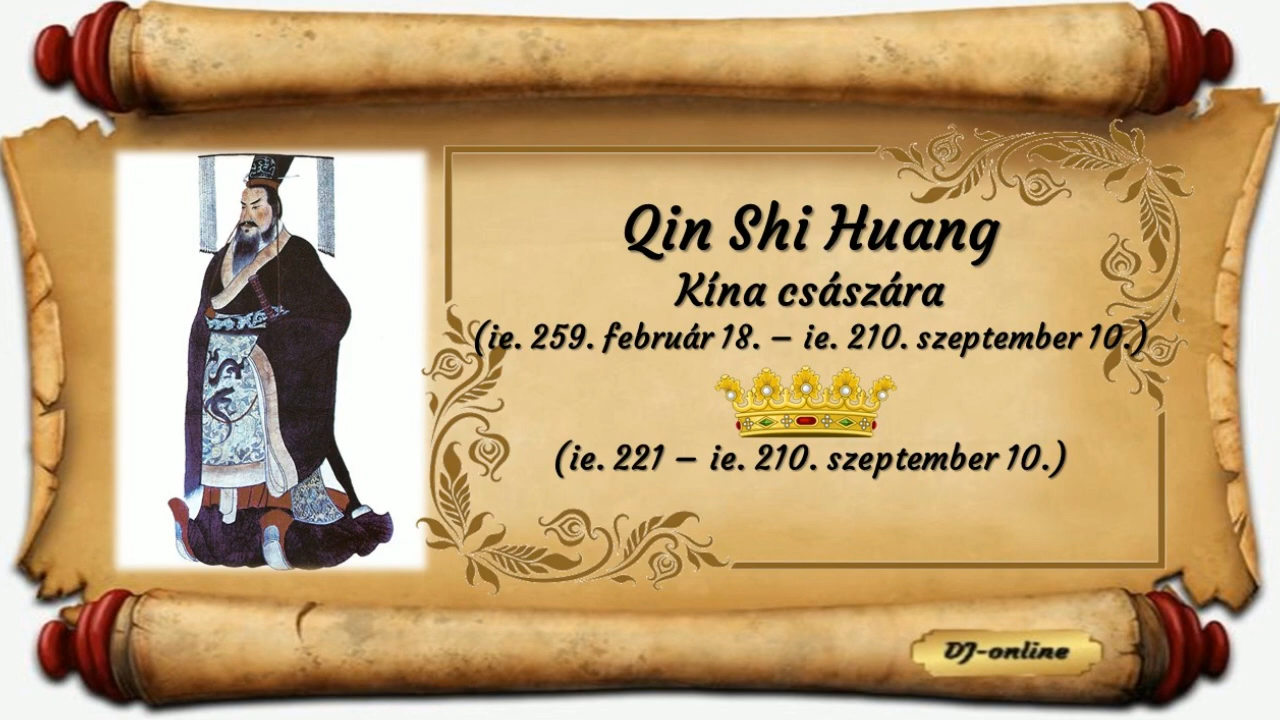 Qin Shi Huang
Kína császára
(ie. 259. február 18. – ie. 210. szeptember 10.)
(ie. 221 – ie. 210. szeptember 10.)
DJ-online